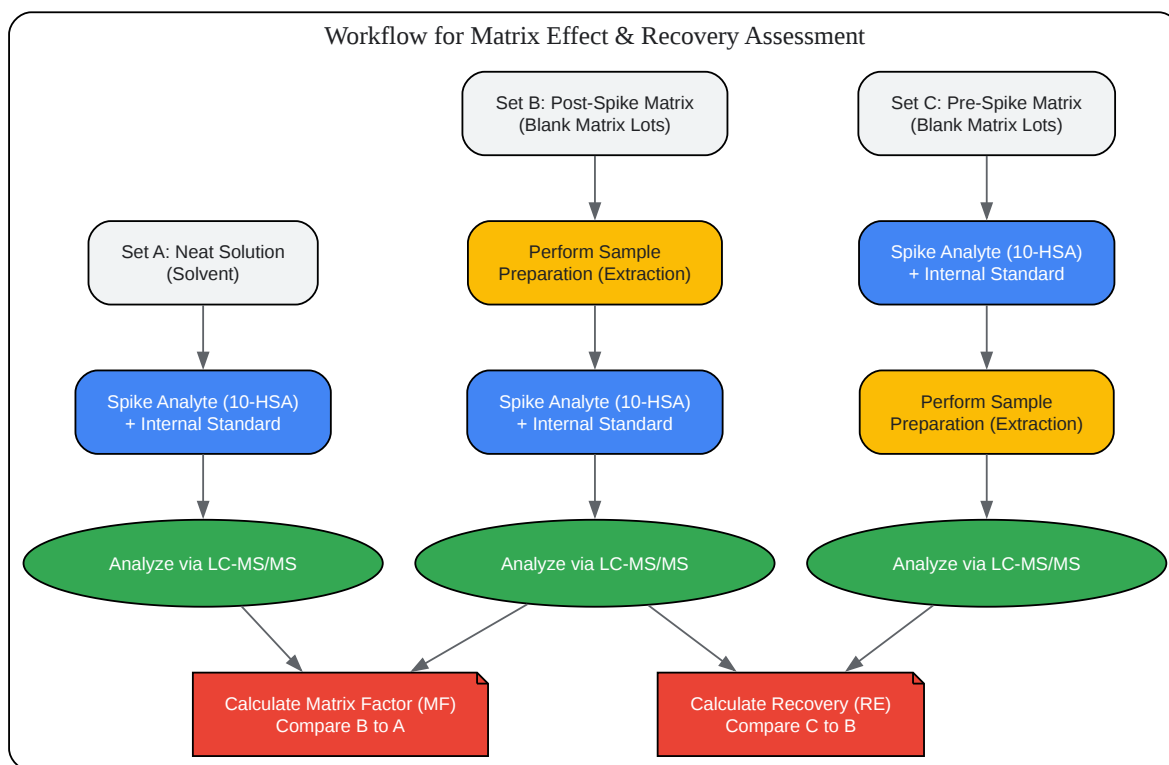 Workflow for Matrix Effect & Recovery Assessment
Set B: Post-Spike Matrix
(Blank Matrix Lots)
Set C: Pre-Spike Matrix
(Blank Matrix Lots)
Set A: Neat Solution
(Solvent)
Perform Sample
Preparation (Extraction)
Spike Analyte (10-HSA)
+ Internal Standard
Spike Analyte (10-HSA)
+ Internal Standard
Spike Analyte (10-HSA)
+ Internal Standard
Perform Sample
Preparation (Extraction)
Analyze via LC-MS/MS
Analyze via LC-MS/MS
Analyze via LC-MS/MS
Calculate Matrix Factor (MF)
Compare B to A
Calculate Recovery (RE)
Compare C to B